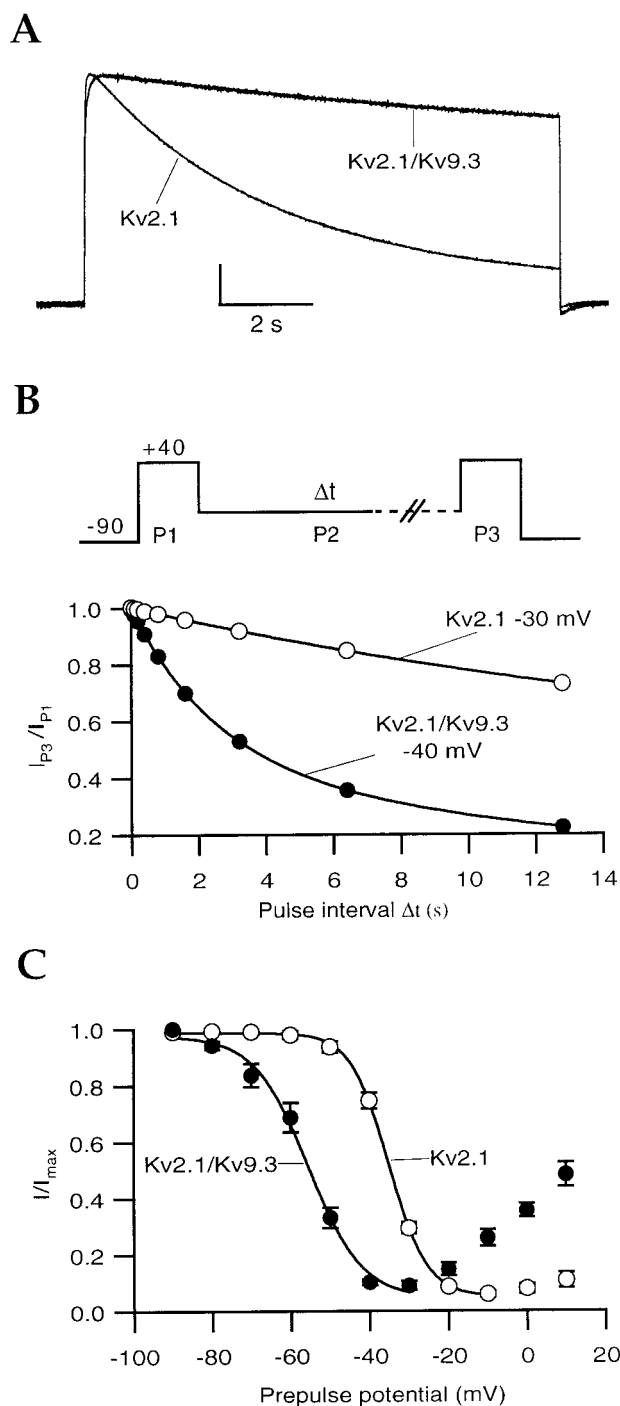 A
Kv2.1/Kv9.3
Kv2.1
2 s
B
+40
-90
Δt
P1
P2
P3
1.0
0.8
0.6
0.4
0.2
I_P3/I_P1
Kv2.1 -30 mV
Kv2.1/Kv9.3
-40 mV
0 2 4 6 8 10 12 14
Pulse interval Δt (s)
C
1.0
0.8
0.6
0.4
0.2
0.0
I/I_max
Kv2.1/Kv9.3
Kv2.1
-100 -80 -60 -40 -20 0 20
Prepulse potential (mV)